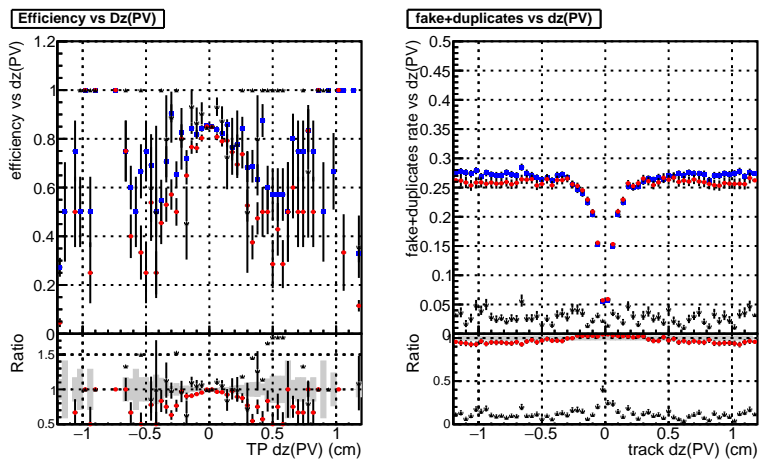 Efficiency vs Dz(PV)
efficiency vs dz(PV)
1.2
1
0.8
0.6
0.4
0.2
0
Ratio
1.5
1
0.5
−1 −0.5 0 0.5 1
TP dz(PV) (cm)
fake+duplicates vs dz(PV)
fake+duplicates rate vs dz(PV)
0.5
0.45
0.4
0.35
0.3
0.25
0.2
0.15
0.1
0.05
0
Ratio
1
0.5
0
−1 −0.5 0 0.5 1
track dz(PV) (cm)